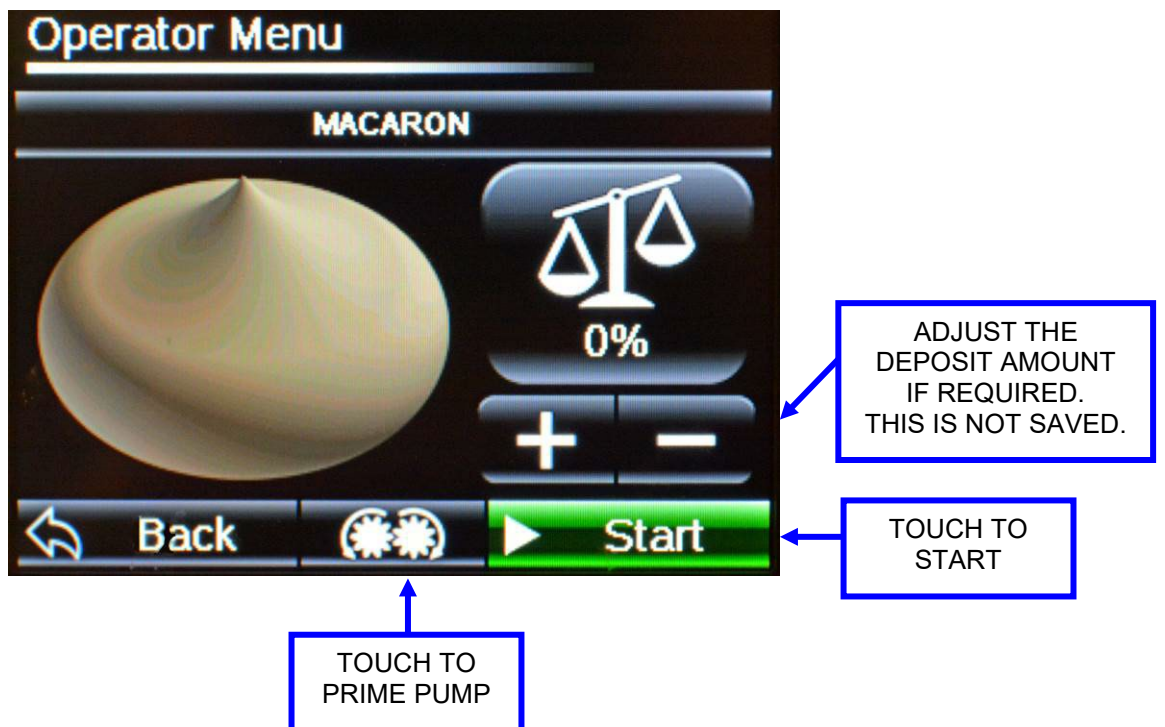 Operator Menu
MACARON
0%
ADJUST THE
DEPOSIT AMOUNT
IF REQUIRED.
THIS IS NOT SAVED.
Back
Start
TOUCH TO
START
TOUCH TO
PRIME PUMP